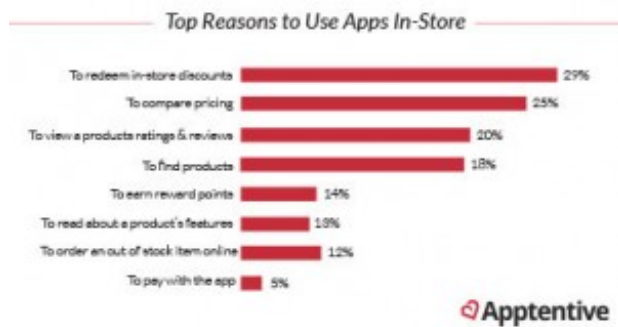 Top Reasons to Use Apps In-Store
To redeem in-store discounts 29%
To compare pricing 25%
To view a products ratings & reviews 20%
To find products 18%
To earn reward points 14%
To read about a product's features 13%
To order an out of stock item online 12%
To pay with the app 5%
Apptentive